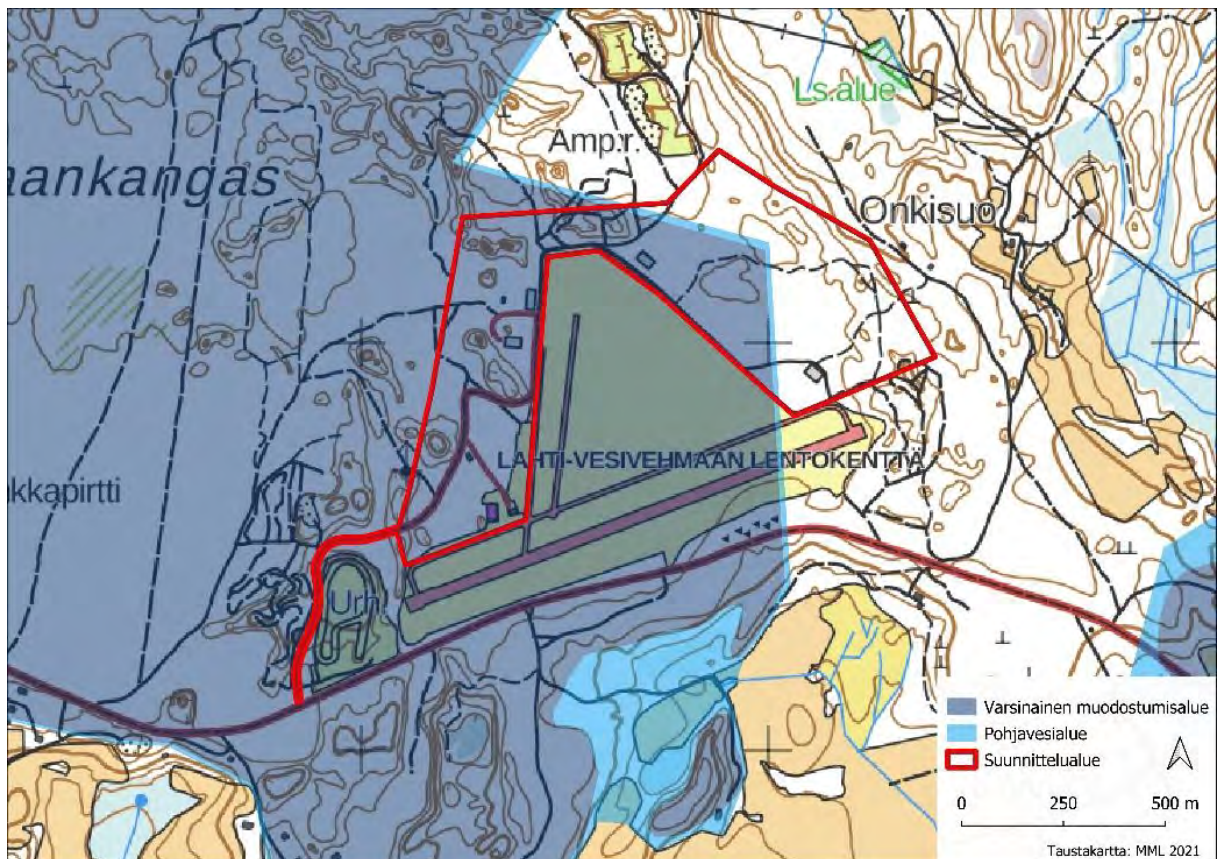 Ls.alue
Amp.r.
aankangas
Onkisuo
LAHTI-VESIVEHMAAN LENTOKENTTÄ
kkapirtti
Urh.
Varsinainen muodostumisalue
Pohjavesialue
Suunnittelualue
0 250 500 m
Taustakartta: MML 2021